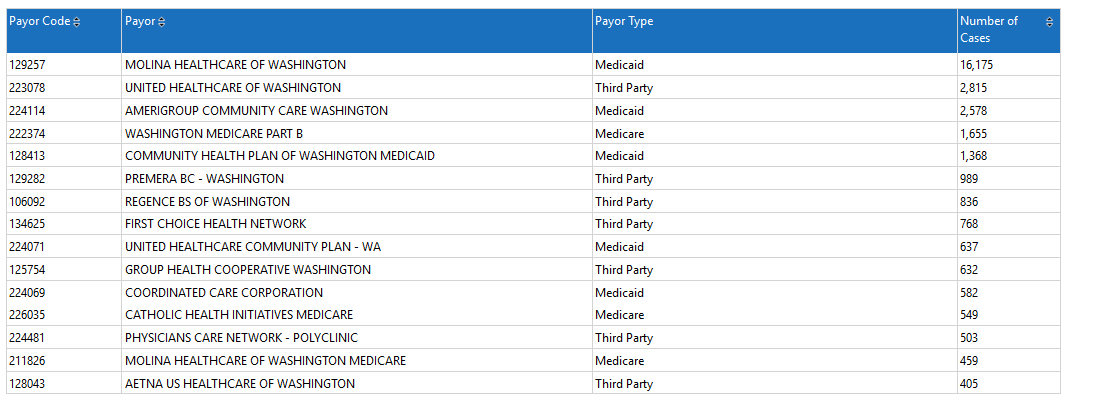 Payor Code Payor Payor Type Number of
Cases
129257 MOLINA HEALTHCARE OF WASHINGTON Medicaid 16,175
223078 UNITED HEALTHCARE OF WASHINGTON Third Party 2,815
224114 AMERIGROUP COMMUNITY CARE WASHINGTON Medicaid 2,578
222374 WASHINGTON MEDICARE PART B Medicare 1,655
128413 COMMUNITY HEALTH PLAN OF WASHINGTON MEDICAID Medicaid 1,368
129282 PREMERA BC - WASHINGTON Third Party 989
106092 REGENCE BS OF WASHINGTON Third Party 836
134625 FIRST CHOICE HEALTH NETWORK Third Party 768
224071 UNITED HEALTHCARE COMMUNITY PLAN - WA Medicaid 637
125754 GROUP HEALTH COOPERATIVE WASHINGTON Third Party 632
224069 COORDINATED CARE CORPORATION Medicaid 582
226035 CATHOLIC HEALTH INITIATIVES MEDICARE Medicare 549
224481 PHYSICIANS CARE NETWORK - POLYCLINIC Third Party 503
211826 MOLINA HEALTHCARE OF WASHINGTON MEDICARE Medicare 459
128043 AETNA US HEALTHCARE OF WASHINGTON Third Party 405